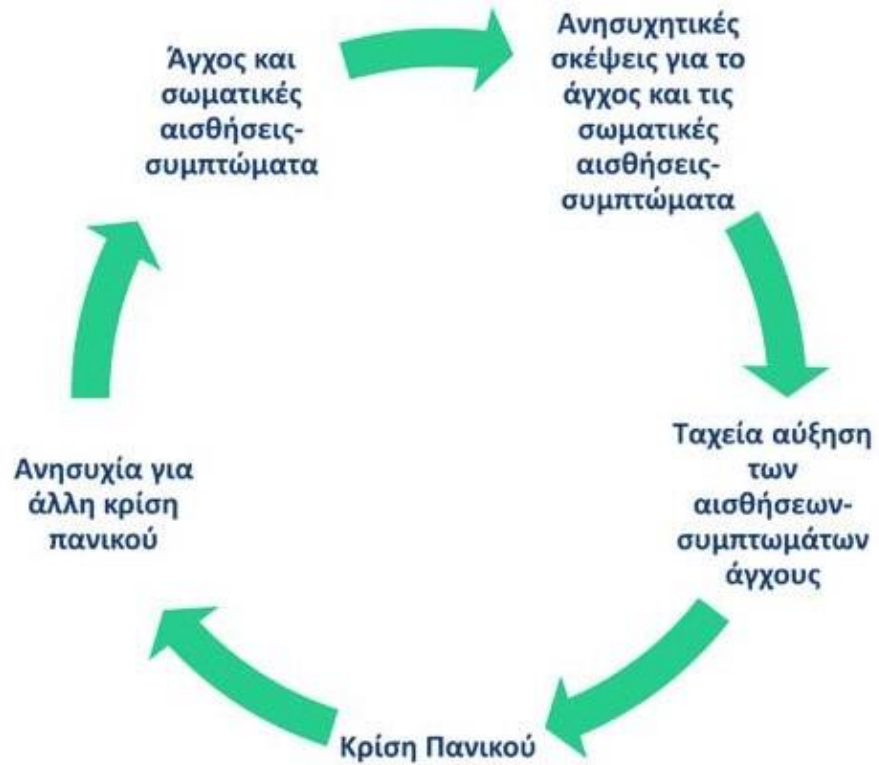 Άγχος και
σωματικές
αισθήσεις-
συμπτώματα
Ανησυχητικές
σκέψεις για το
άγχος και τις
σωματικές
αισθήσεις-
συμπτώματα
Ταχεία αύξηση
των
αισθήσεων-
συμπτωμάτων
άγχους
Κρίση Πανικού
Ανησυχία για
άλλη κρίση
πανικού